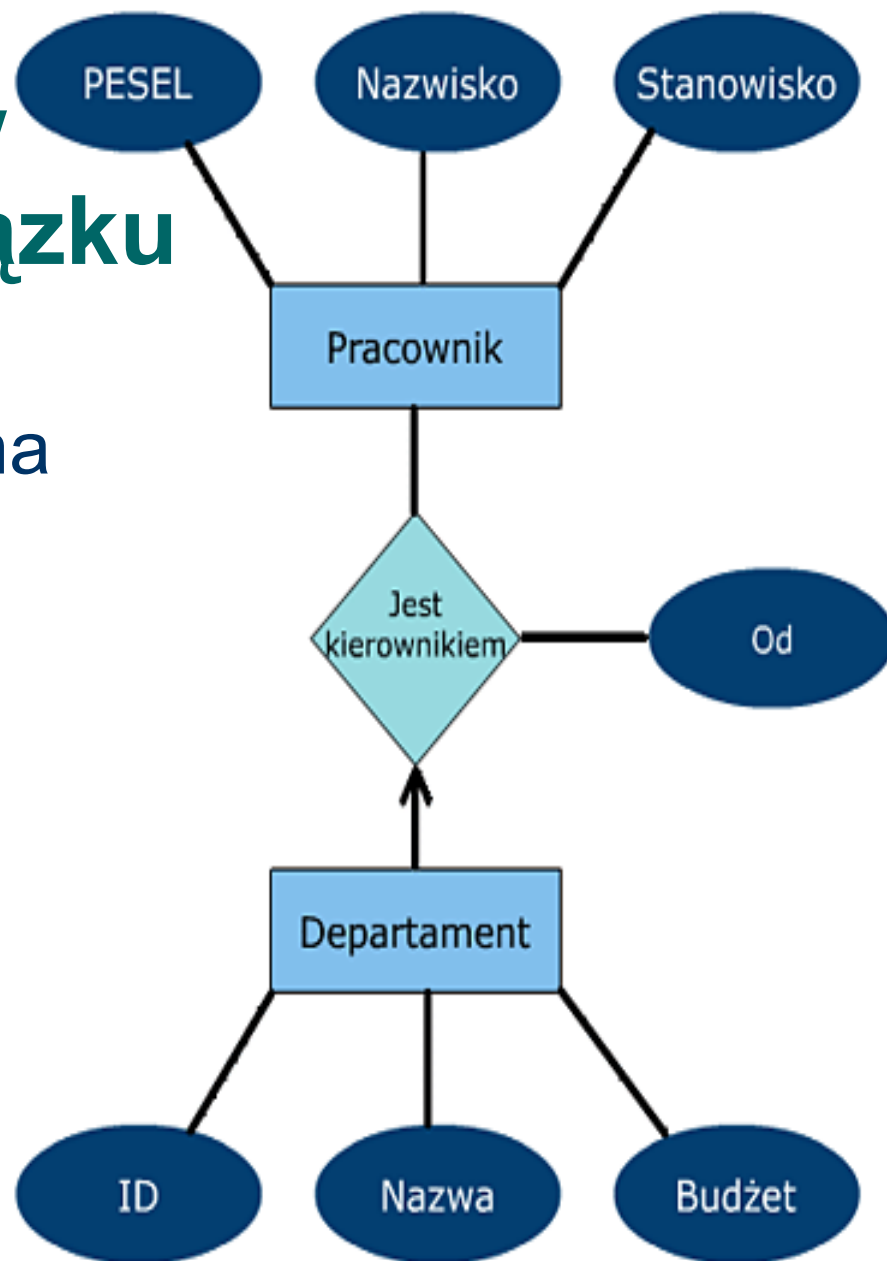 PESEL
Nazwisko
Stanowisko
ązku
Pracownik
na
Jest
kierownikiem
Od
Departament
ID
Nazwa
Budżet